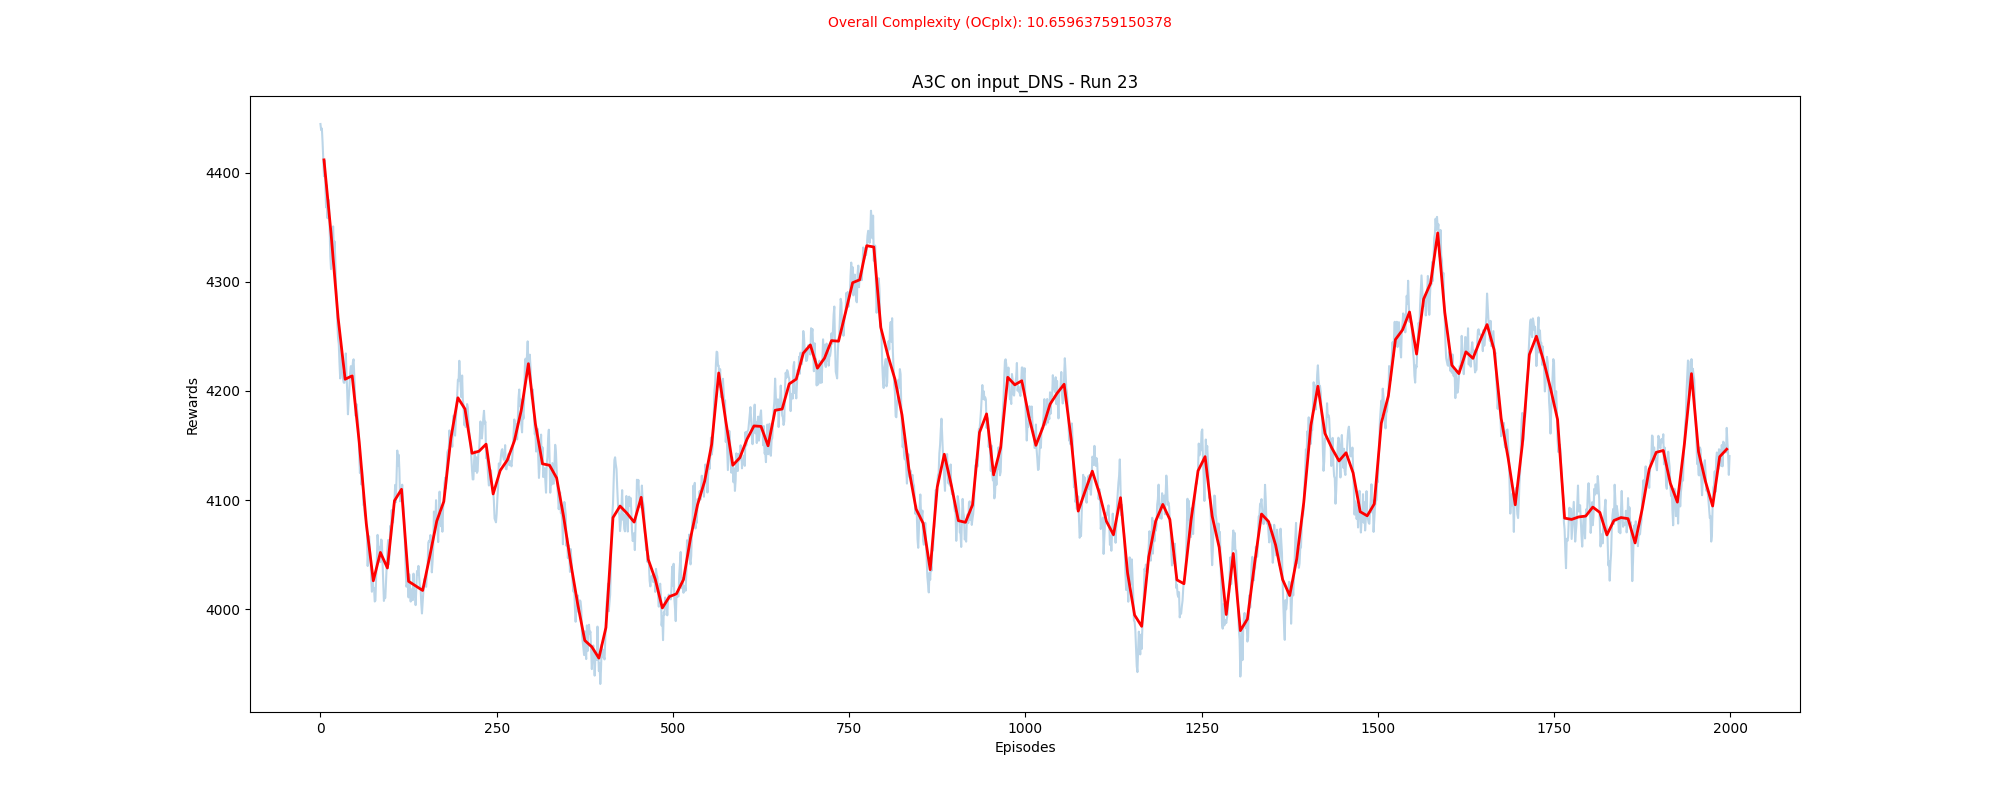 Overall Complexity (OCplx): 10.65963759150378
A3C on input_DNS - Run 23
4400
4300
4200
4100
4000
Rewards
0 250 500 750 1000 1250 1500 1750 2000
Episodes